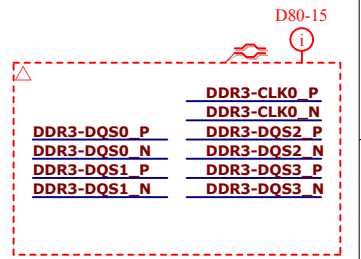 D80-15
i
DDR3-CLK0_P
DDR3-CLK0_N
DDR3-DQS0_P DDR3-DQS2_P
DDR3-DQS0_N DDR3-DQS2_N
DDR3-DQS1_P DDR3-DQS3_P
DDR3-DQS1_N DDR3-DQS3_N